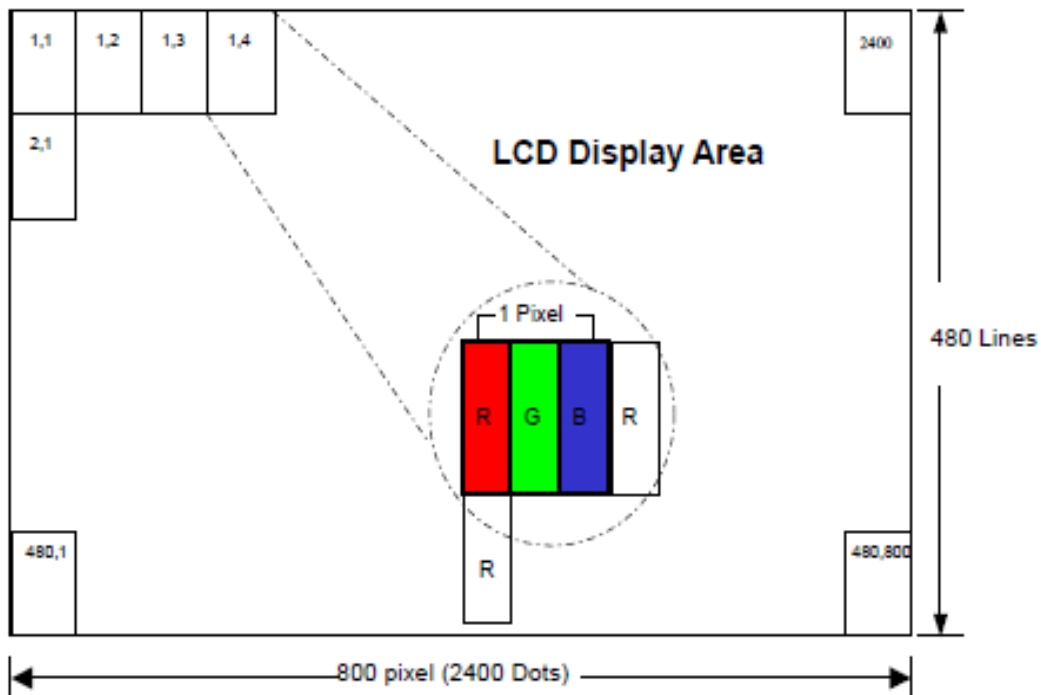 1,1 1,2 1,3 1,4 2400
2,1
LCD Display Area
1 Pixel
480 Lines
R G B R
480,1 480,800
R
800 pixel (2400 Dots)